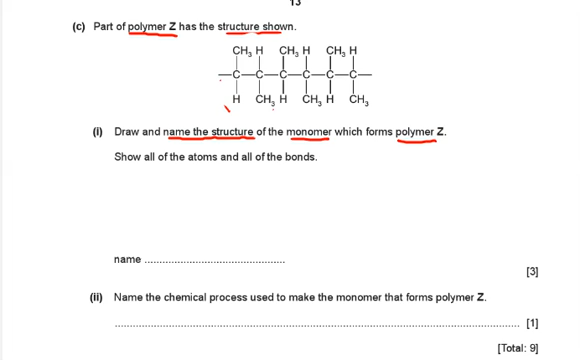 13
(c) Part of polymer Z has the structure shown.
CH₃ H CH₃ H CH₃ H
—C—C—C—C—C—C—
H CH₃ H CH₃ H CH₃
(i) Draw and name the structure of the monomer which forms polymer Z.
Show all of the atoms and all of the bonds.
name ................................................
[3]
(ii) Name the chemical process used to make the monomer that forms polymer Z.
.......................................................................................................................................... [1]
[Total: 9]